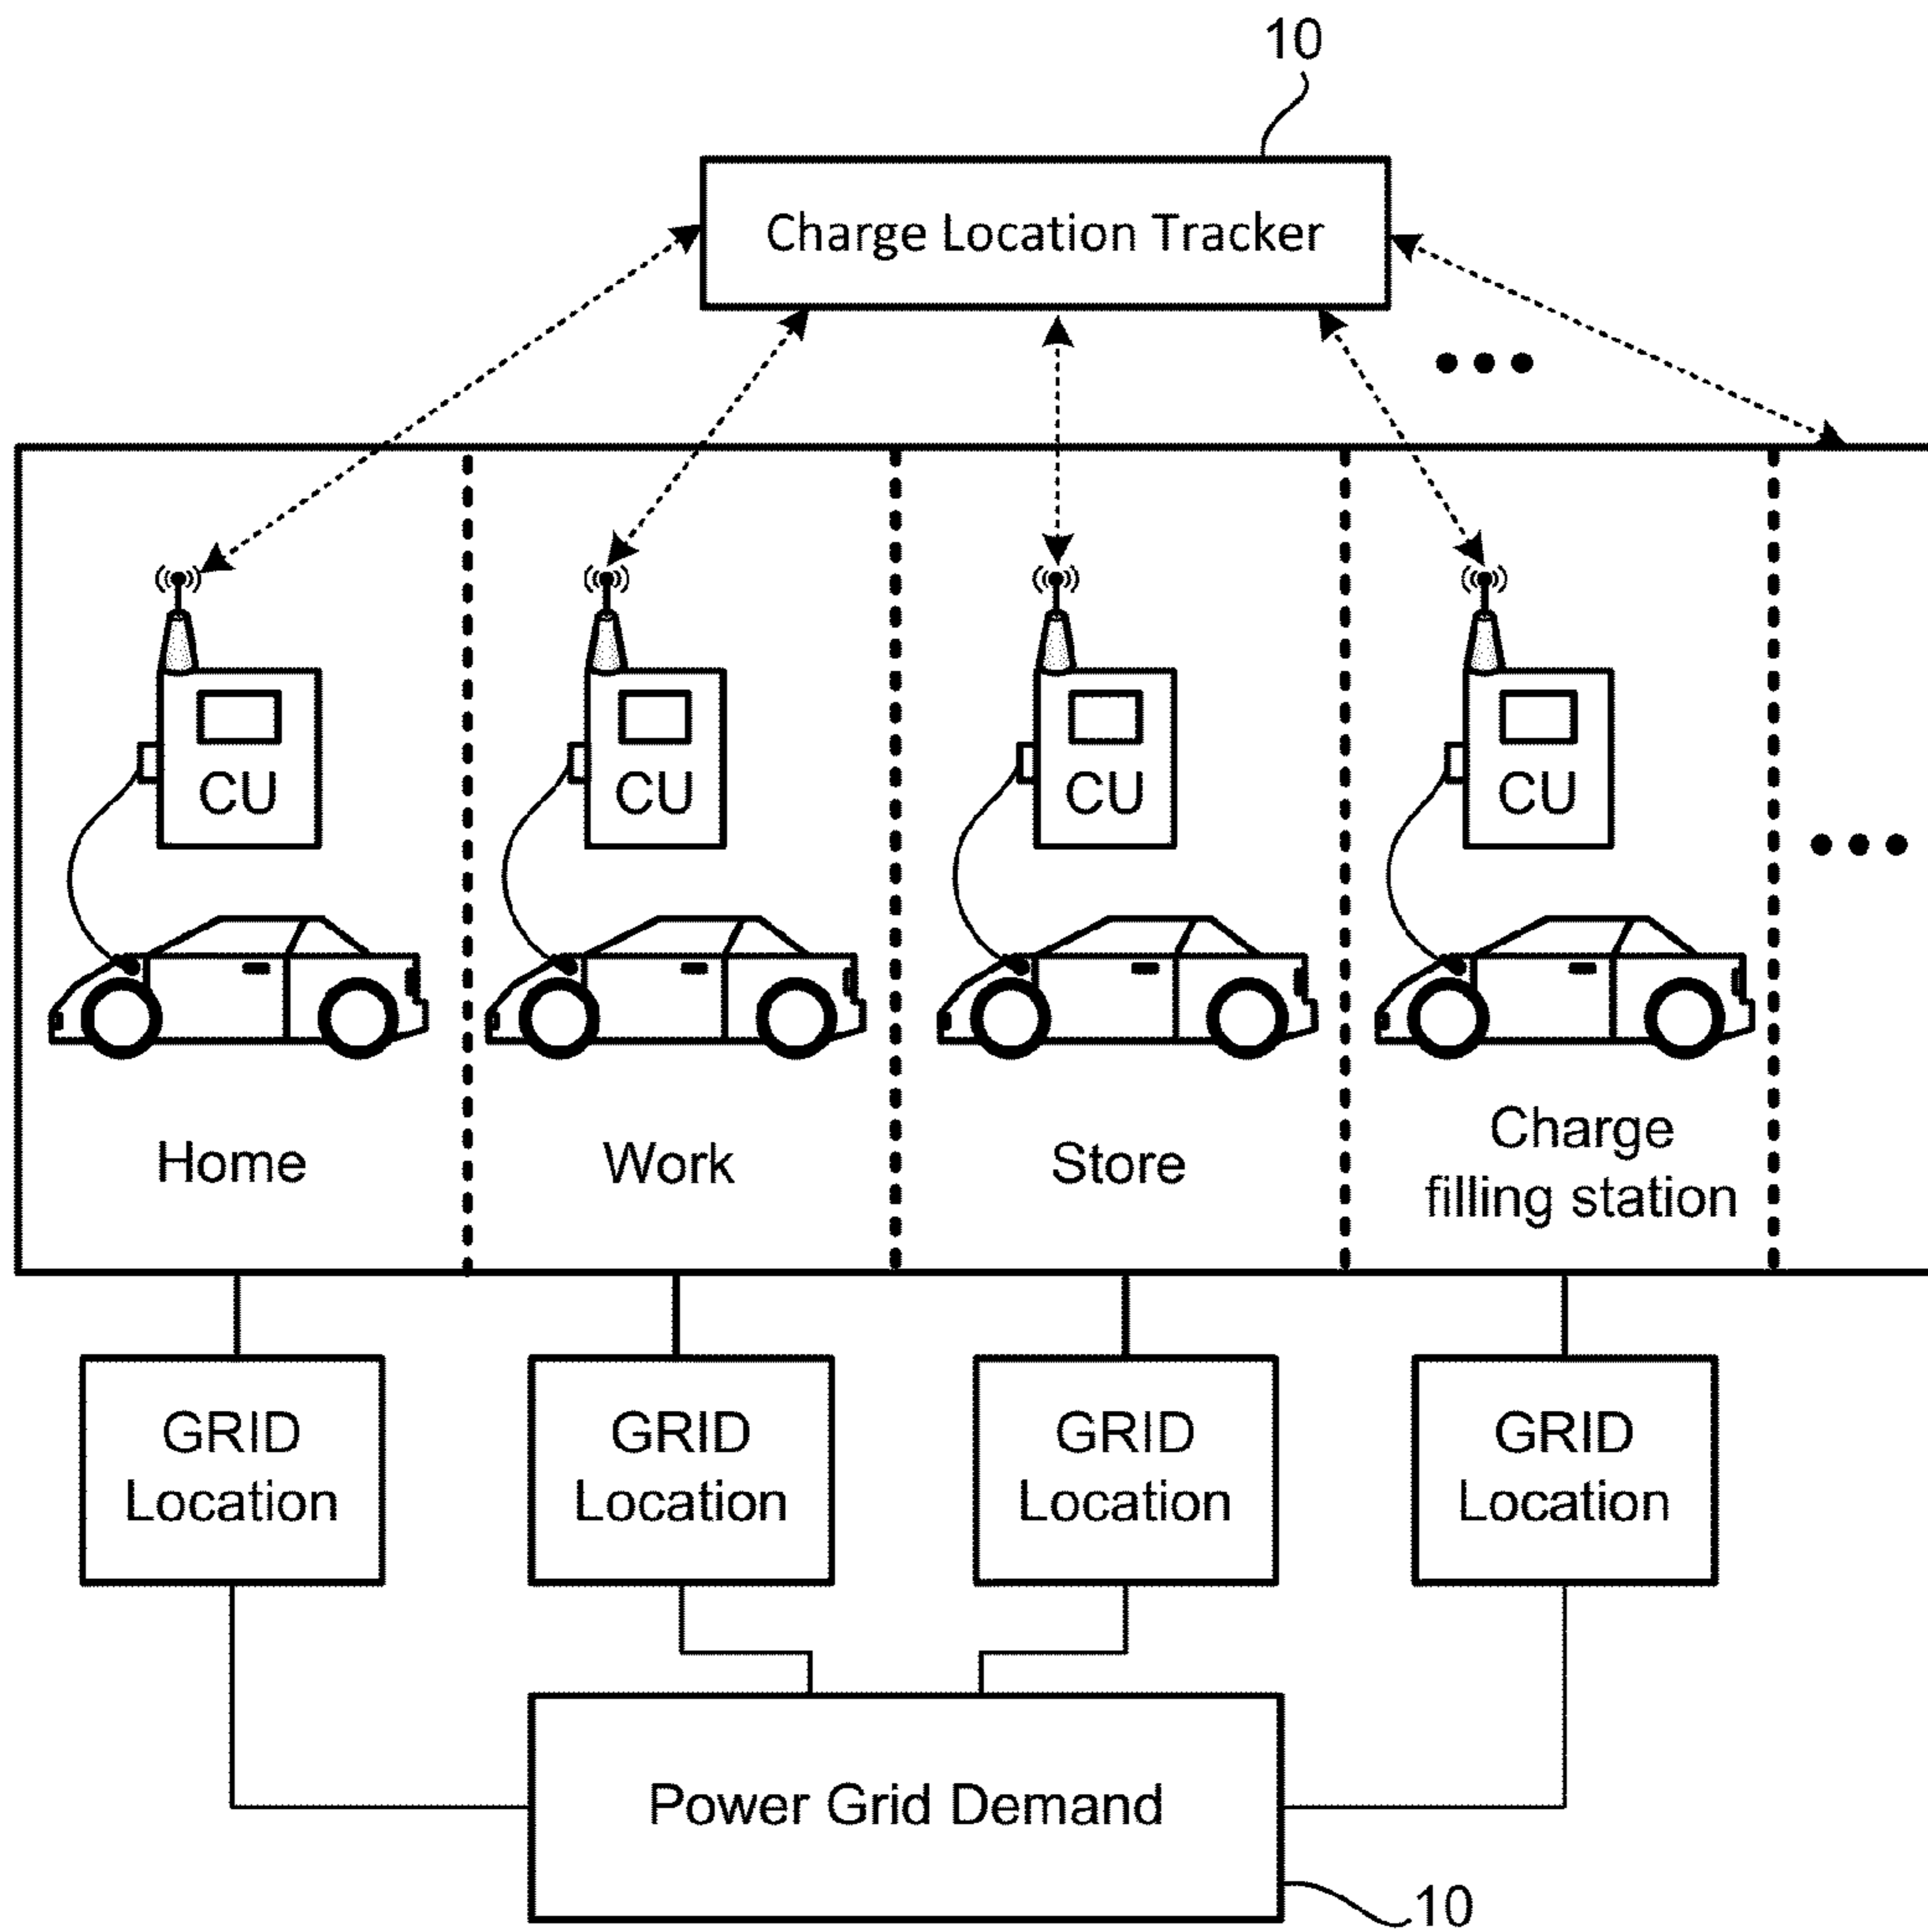 10
Charge Location Tracker
CU
CU
CU
CU
Home
Work
Store
Charge
filling station
GRID
Location
GRID
Location
GRID
Location
GRID
Location
Power Grid Demand
10